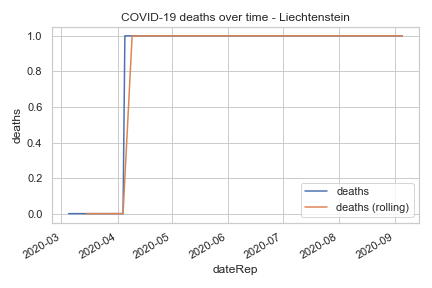 COVID-19 deaths over time - Liechtenstein
1.0
0.8
0.6
0.4
0.2
0.0
deaths
deaths
deaths (rolling)
2020-03
2020-04
2020-05
2020-06
2020-07
2020-08
2020-09
dateRep